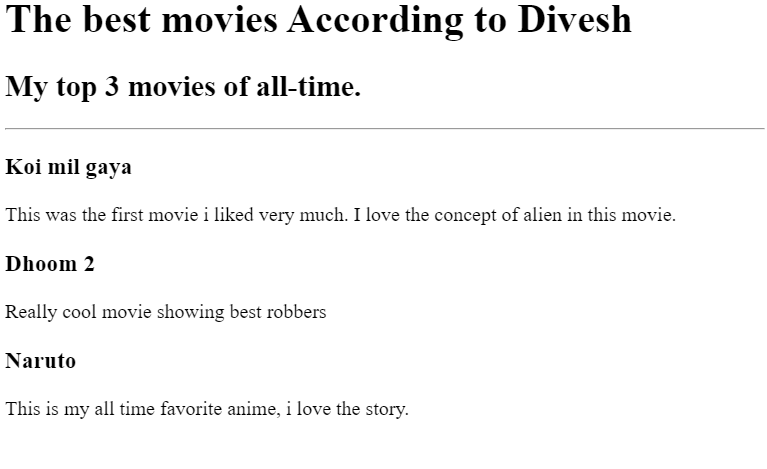 The best movies According to Divesh
My top 3 movies of all-time.
Koi mil gaya
This was the first movie i liked very much. I love the concept of alien in this movie.
Dhoom 2
Really cool movie showing best robbers
Naruto
This is my all time favorite anime, i love the story.